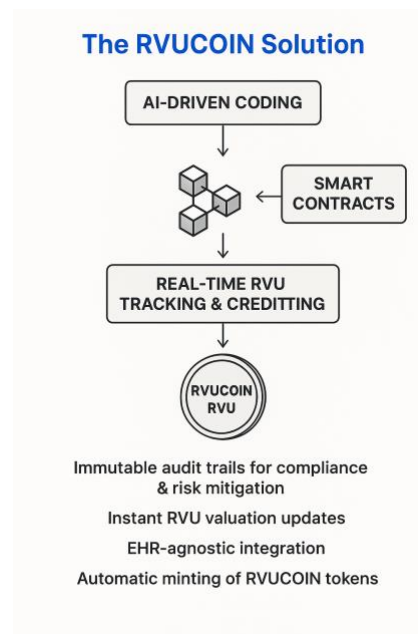 The RVUCOIN Solution
AI-DRIVEN CODING
SMART
CONTRACTS
REAL-TIME RVU
TRACKING & CREDITTING
RVUCOIN
RVU
Immutable audit trails for compliance
& risk mitigation
Instant RVU valuation updates
EHR-agnostic integration
Automatic minting of RVUCOIN tokens